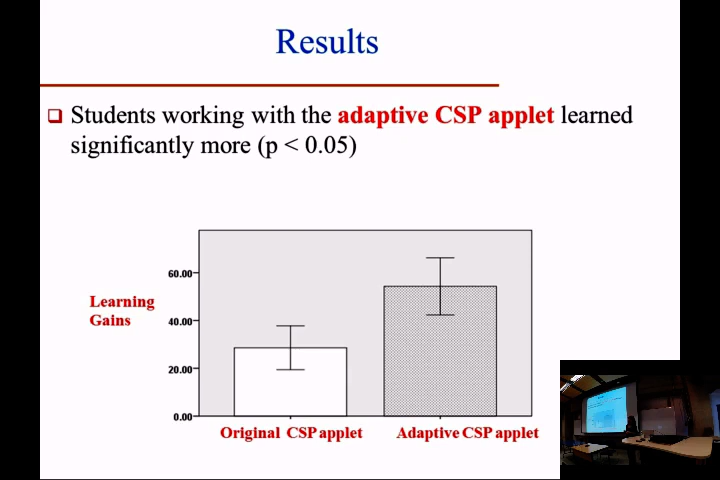 Results
Students working with the adaptive CSP applet learned
significantly more (p < 0.05)
60.00
Learning
Gains
40.00
20.00
0.00
Original CSP applet
Adaptive CSP applet